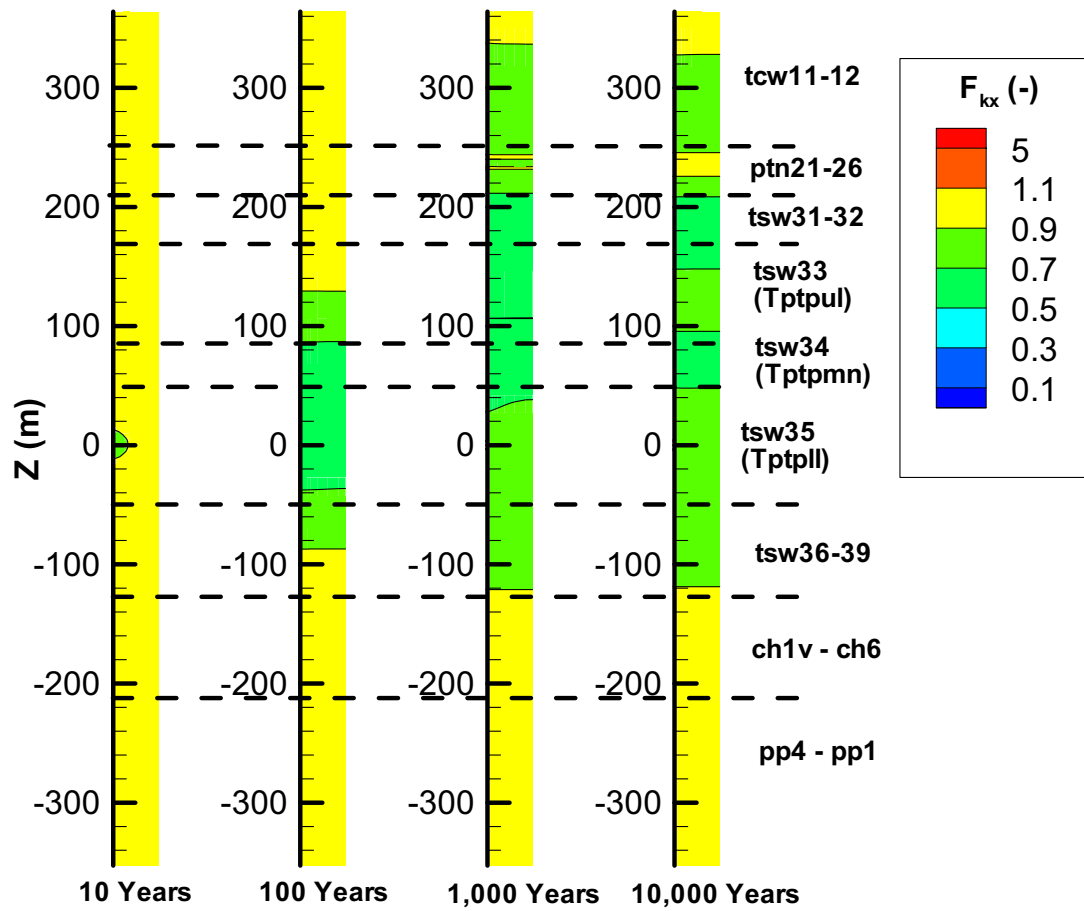 Z (m)
300
200
100
0
-100
-200
-300
10 Years
300
200
100
0
-100
-200
-300
100 Years
300
200
100
0
-100
-200
-300
1,000 Years
300
200
100
0
-100
-200
-300
10,000 Years
tcw11-12
ptn21-26
tsw31-32
tsw33
(Tptpul)
tsw34
(Tptpmn)
tsw35
(Tptpll)
tsw36-39
ch1v - ch6
pp4 - pp1
Fkx (-)
5
1.1
0.9
0.7
0.5
0.3
0.1